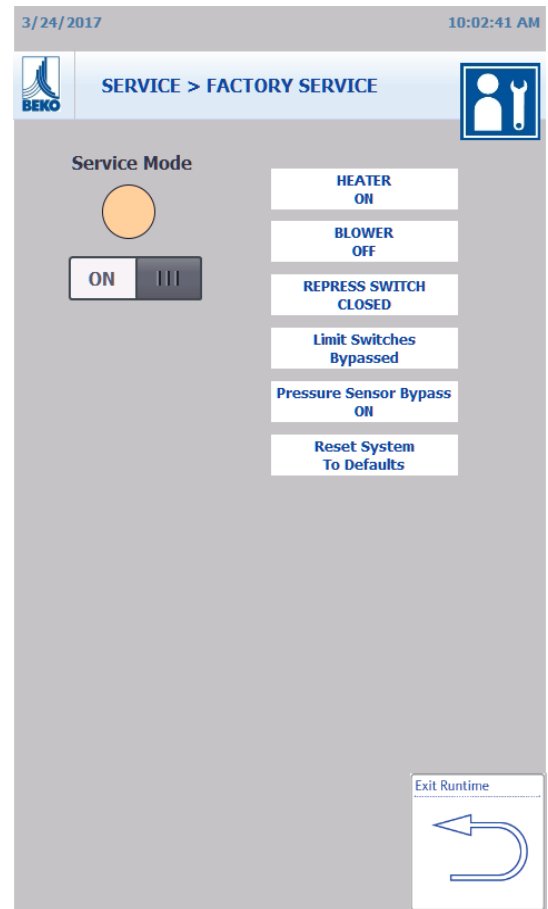 3/24/2017 10:02:41 AM
BEKO
SERVICE > FACTORY SERVICE
Service Mode
ON
HEATER
ON
BLOWER
OFF
REPRESS SWITCH
CLOSED
Limit Switches
Bypassed
Pressure Sensor Bypass
ON
Reset System
To Defaults
Exit Runtime